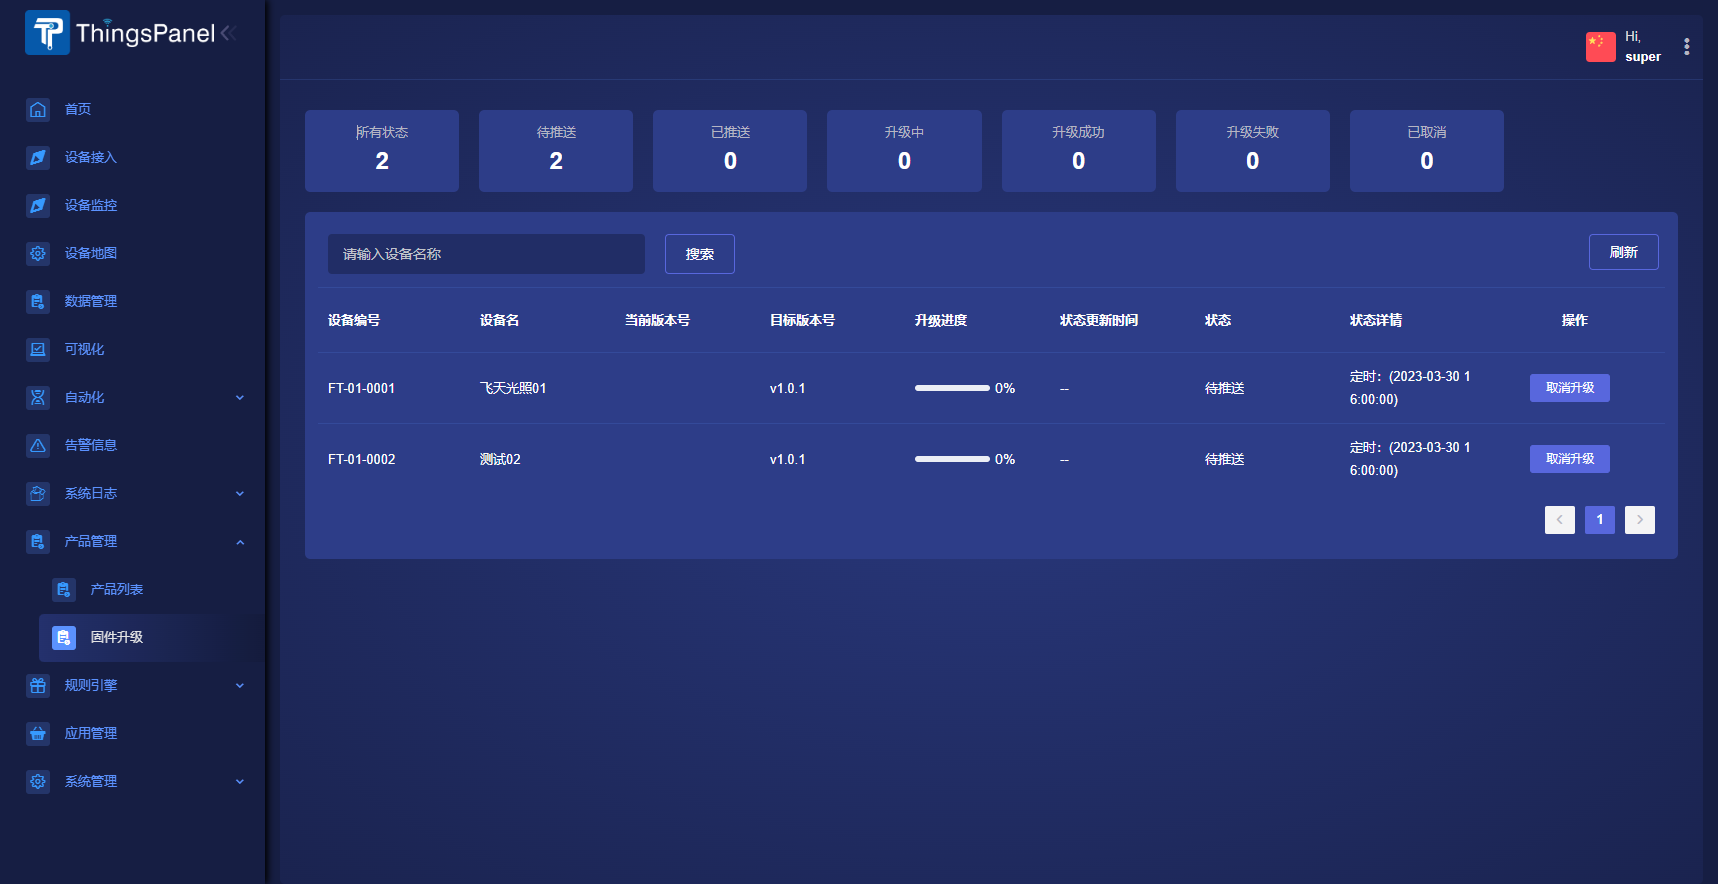 ThingsPanel
Hi,
super
首页
设备接入
设备监控
设备地图
数据管理
可视化
自动化
告警信息
系统日志
产品管理
产品列表
固件升级
规则引擎
应用管理
系统管理
所有状态
2
待推送
2
已推送
0
升级中
0
升级成功
0
升级失败
0
已取消
0
请输入设备名称
搜索
刷新
设备编号 设备名 当前版本号 目标版本号 升级进度 状态更新时间 状态 状态详情 操作
FT-01-0001 飞天光照01 v1.0.1 0% -- 待推送 定时：(2023-03-30 1
6:00:00) 取消升级
FT-01-0002 测试02 v1.0.1 0% -- 待推送 定时：(2023-03-30 1
6:00:00) 取消升级
1